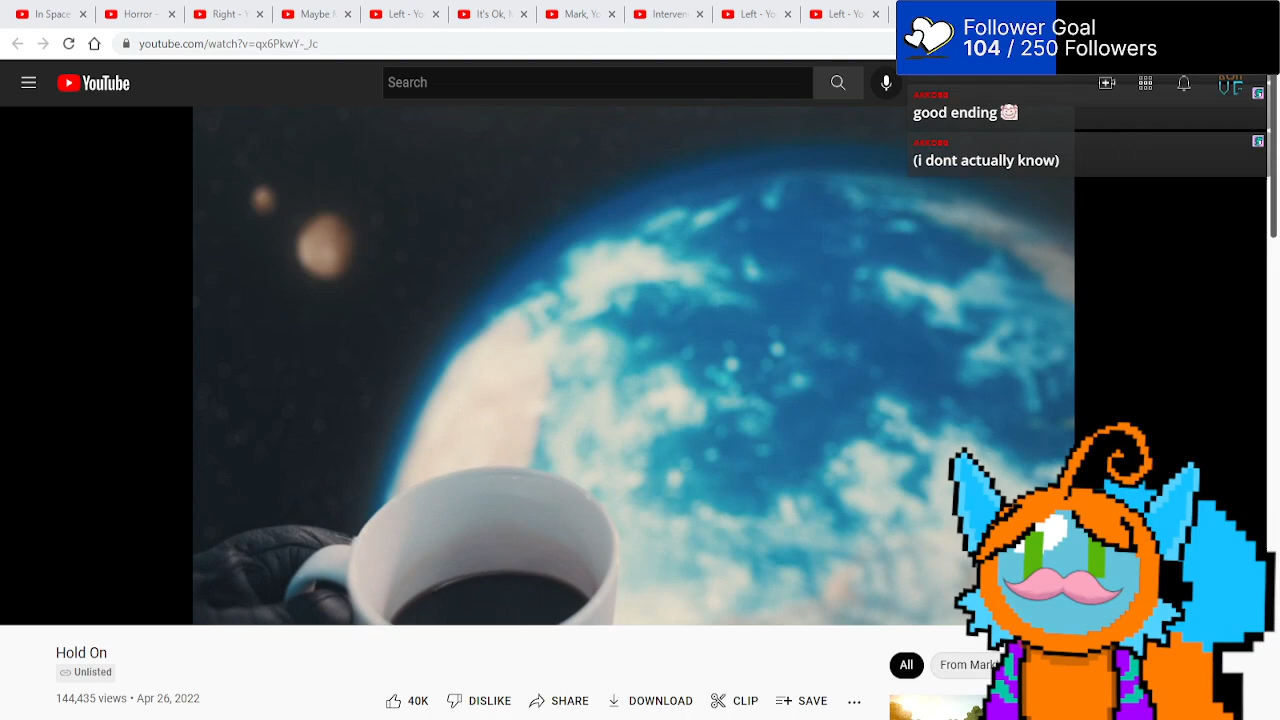 In Space
Horror -
Right - Y
Maybe M
Left - Yo
It's Ok, I
Mark, Yo
Interven
Left - Yo
Left - Yo
youtube.com/watch?v=qx6PkwY-_Jc
Follower Goal
104 / 250 Followers
YouTube
Search
good ending
(i dont actually know)
Hold On
Unlisted
144,435 views • Apr 26, 2022
DISLIKE
SHARE
DOWNLOAD
CLIP
SAVE
All
From Mark